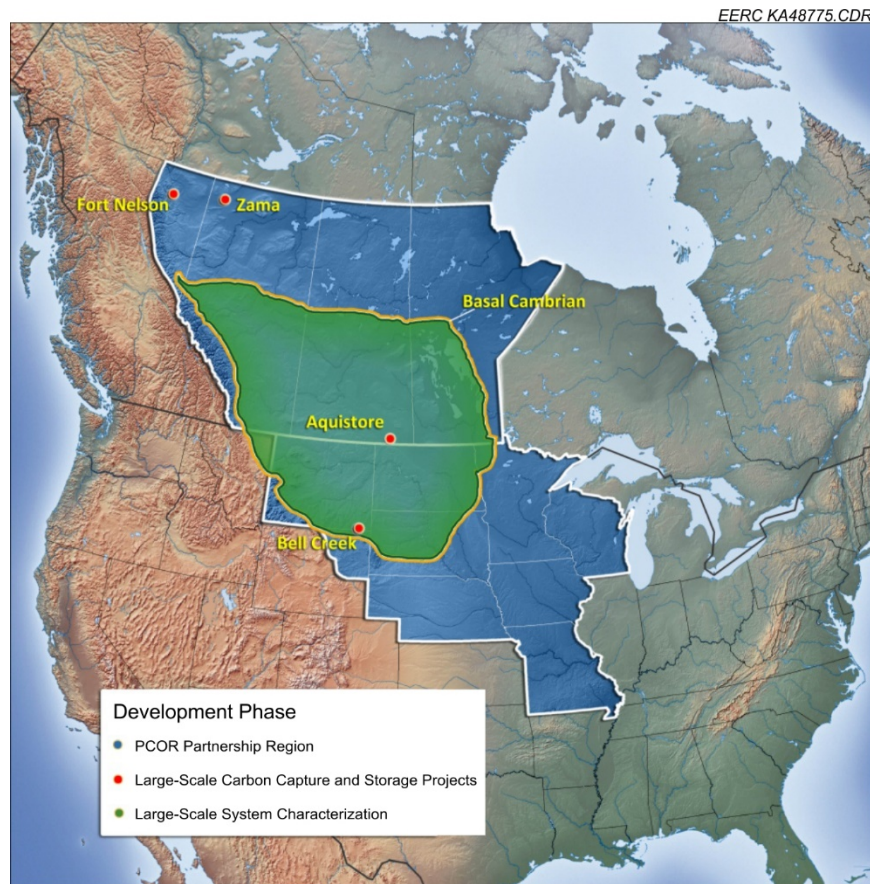 EERC KA48775.CDR
Fort Nelson
Zama
Basal Cambrian
Aquistore
Bell Creek
Development Phase
PCOR Partnership Region
Large-Scale Carbon Capture and Storage Projects
Large-Scale System Characterization